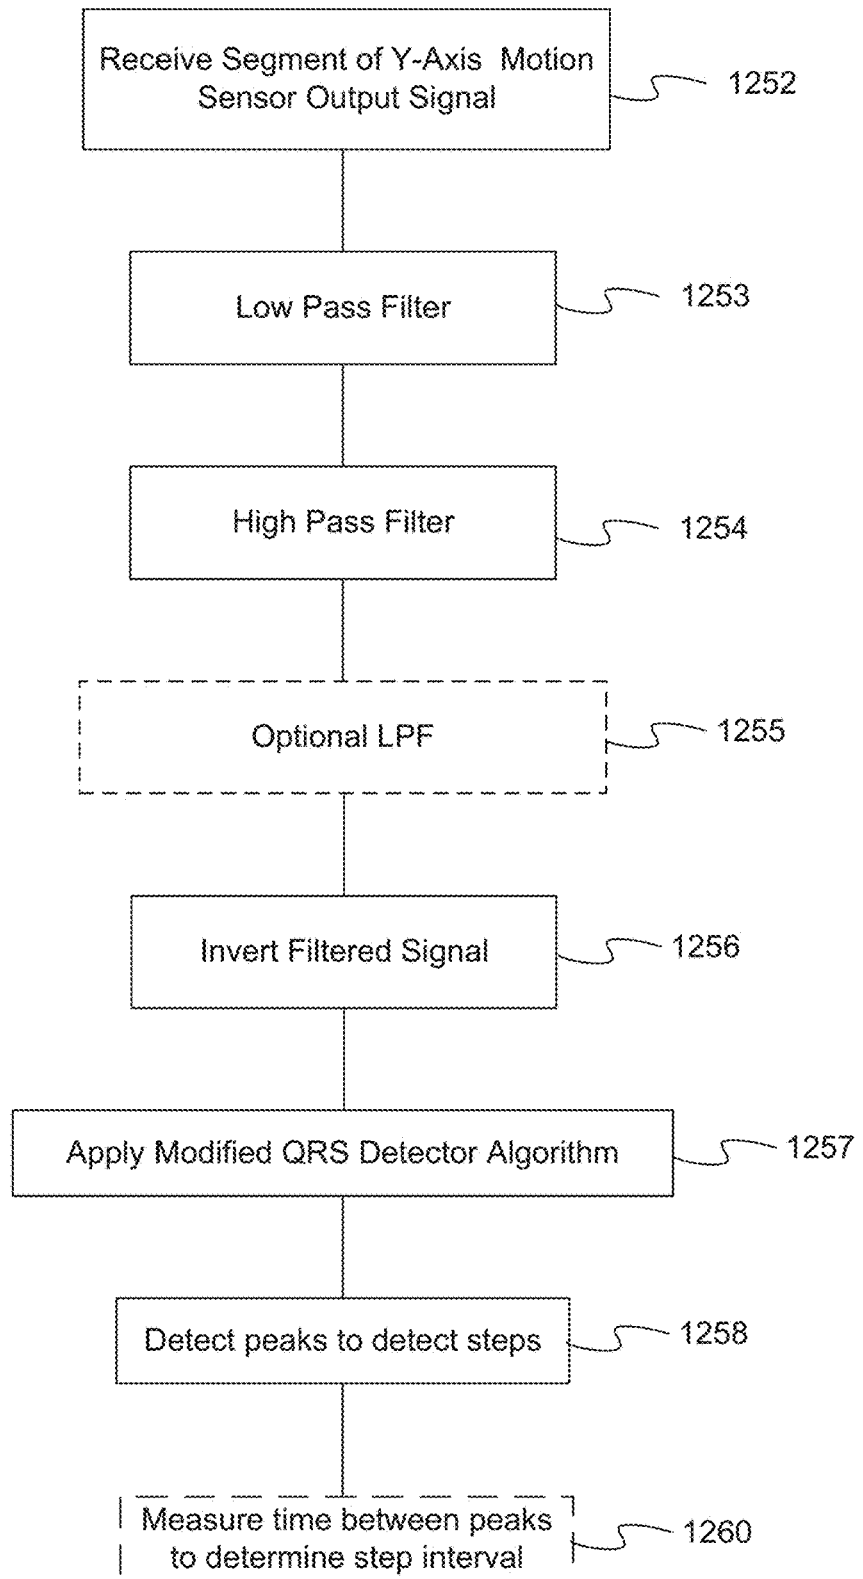 Receive Segment of Y-Axis Motion
Sensor Output Signal
1252
Low Pass Filter
1253
High Pass Filter
1254
Optional LPF
1255
Invert Filtered Signal
1256
Apply Modified QRS Detector Algorithm
1257
Detect peaks to detect steps
1258
Measure time between peaks
to determine step interval
1260